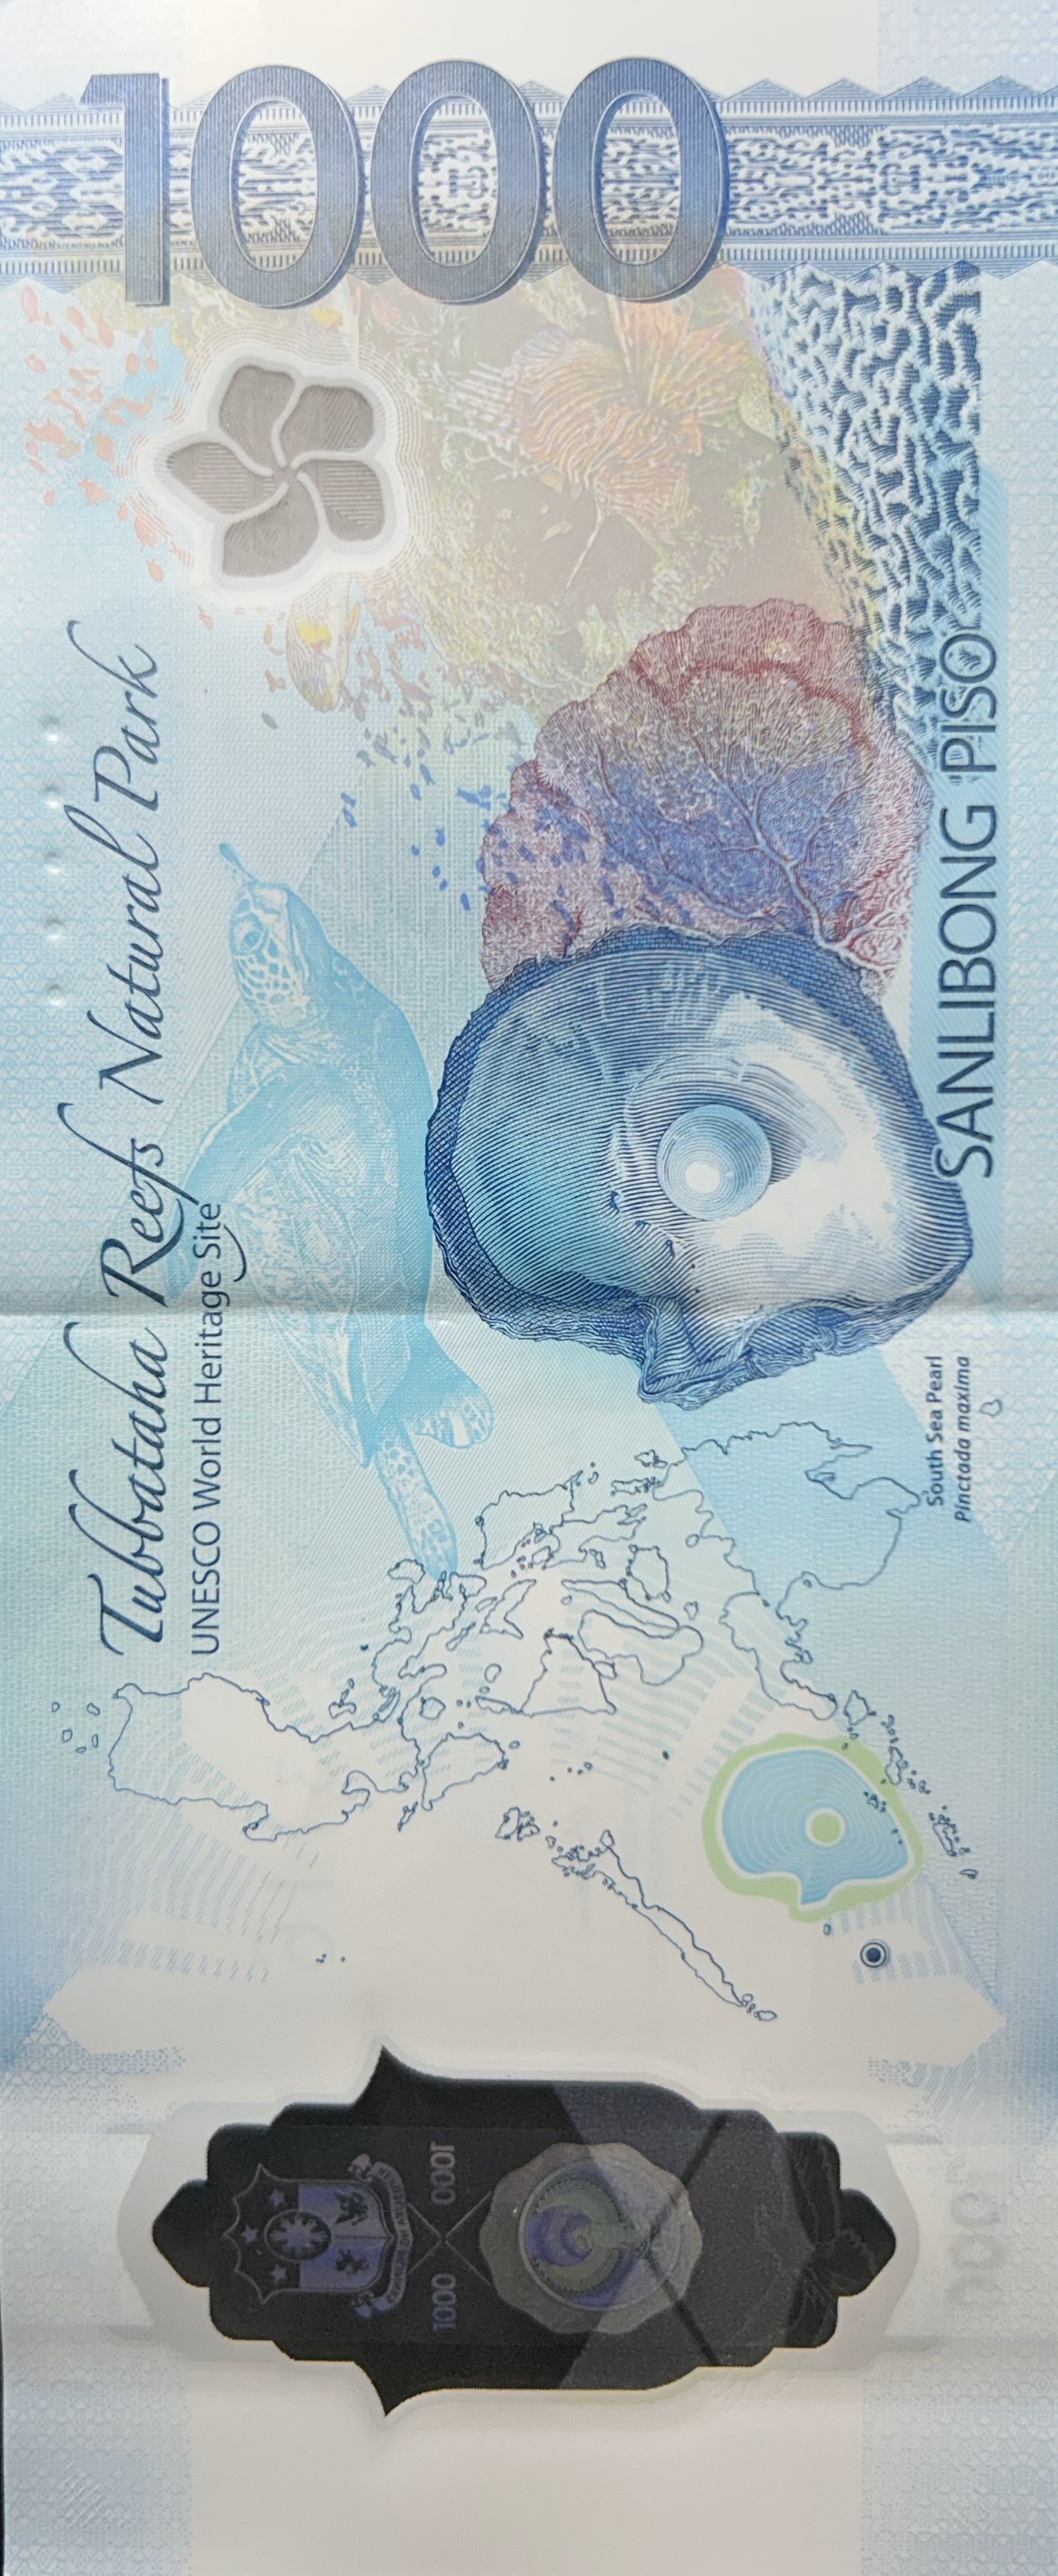 Tubbataha Reefs Natural Park
UNESCO World Heritage Site
1000
1000
1000
South Sea Pearl
Pinctada maxima
SANLIBONG PISO